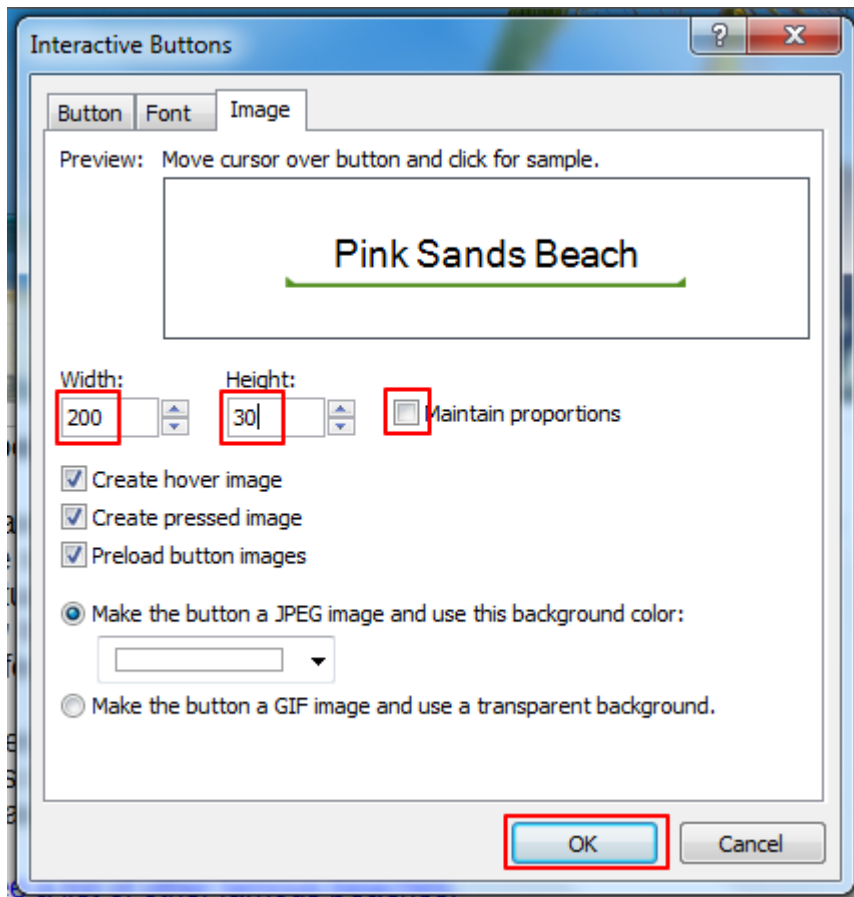 Interactive Buttons
Button Font Image
Preview: Move cursor over button and click for sample.
Pink Sands Beach
Width: Height:
200 30 Maintain proportions
Create hover image
Create pressed image
Preload button images
Make the button a JPEG image and use this background color:
Make the button a GIF image and use a transparent background.
OK Cancel